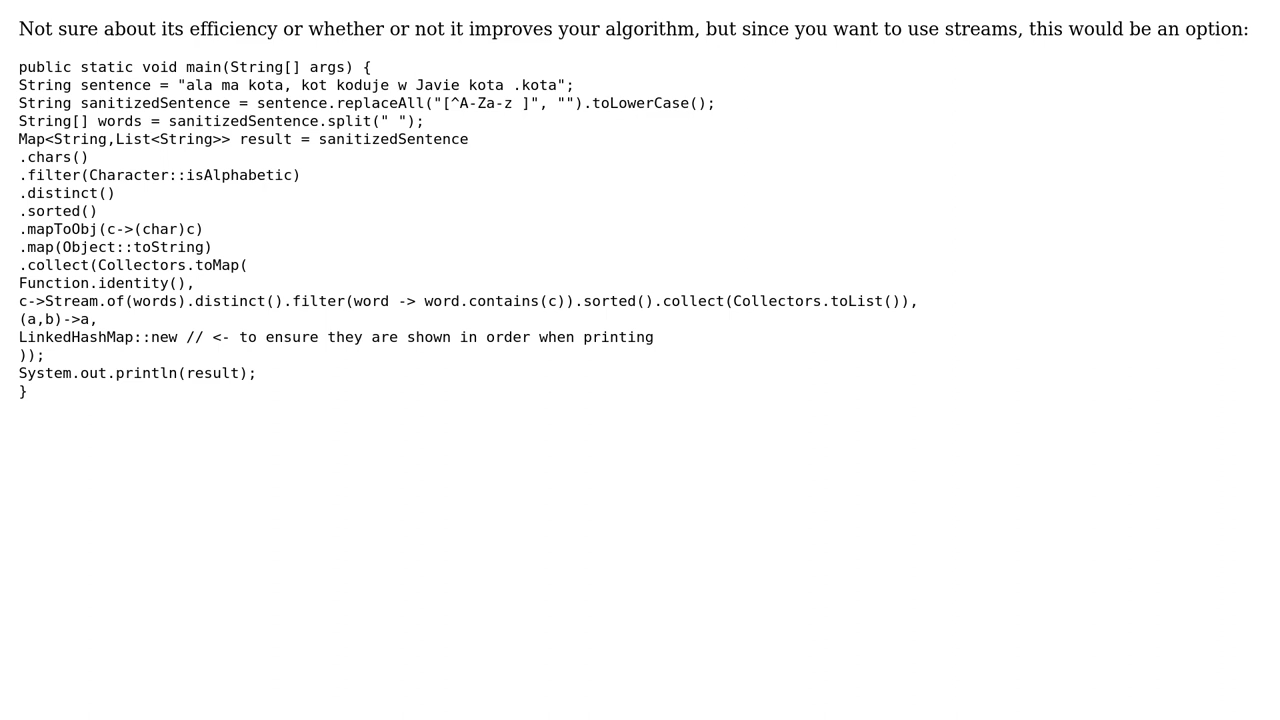 Not sure about its efficiency or whether or not it improves your algorithm, but since you want to use streams, this would be an option:
public static void main(String[] args) {
String sentence = "ala ma kota, kot koduje w Javie kota .kota";
String sanitizedSentence = sentence.replaceAll("[^A-Za-z ]", "").toLowerCase();
String[] words = sanitizedSentence.split(" ");
Map<String,List<String>> result = sanitizedSentence
.chars()
.filter(Character::isAlphabetic)
.distinct()
.sorted()
.mapToObj(c->(char)c)
.map(Object::toString)
.collect(Collectors.toMap(
Function.identity(),
c->Stream.of(words).distinct().filter(word -> word.contains(c)).sorted().collect(Collectors.toList()),
(a,b)->a,
LinkedHashMap::new // <- to ensure they are shown in order when printing
));
System.out.println(result);
}